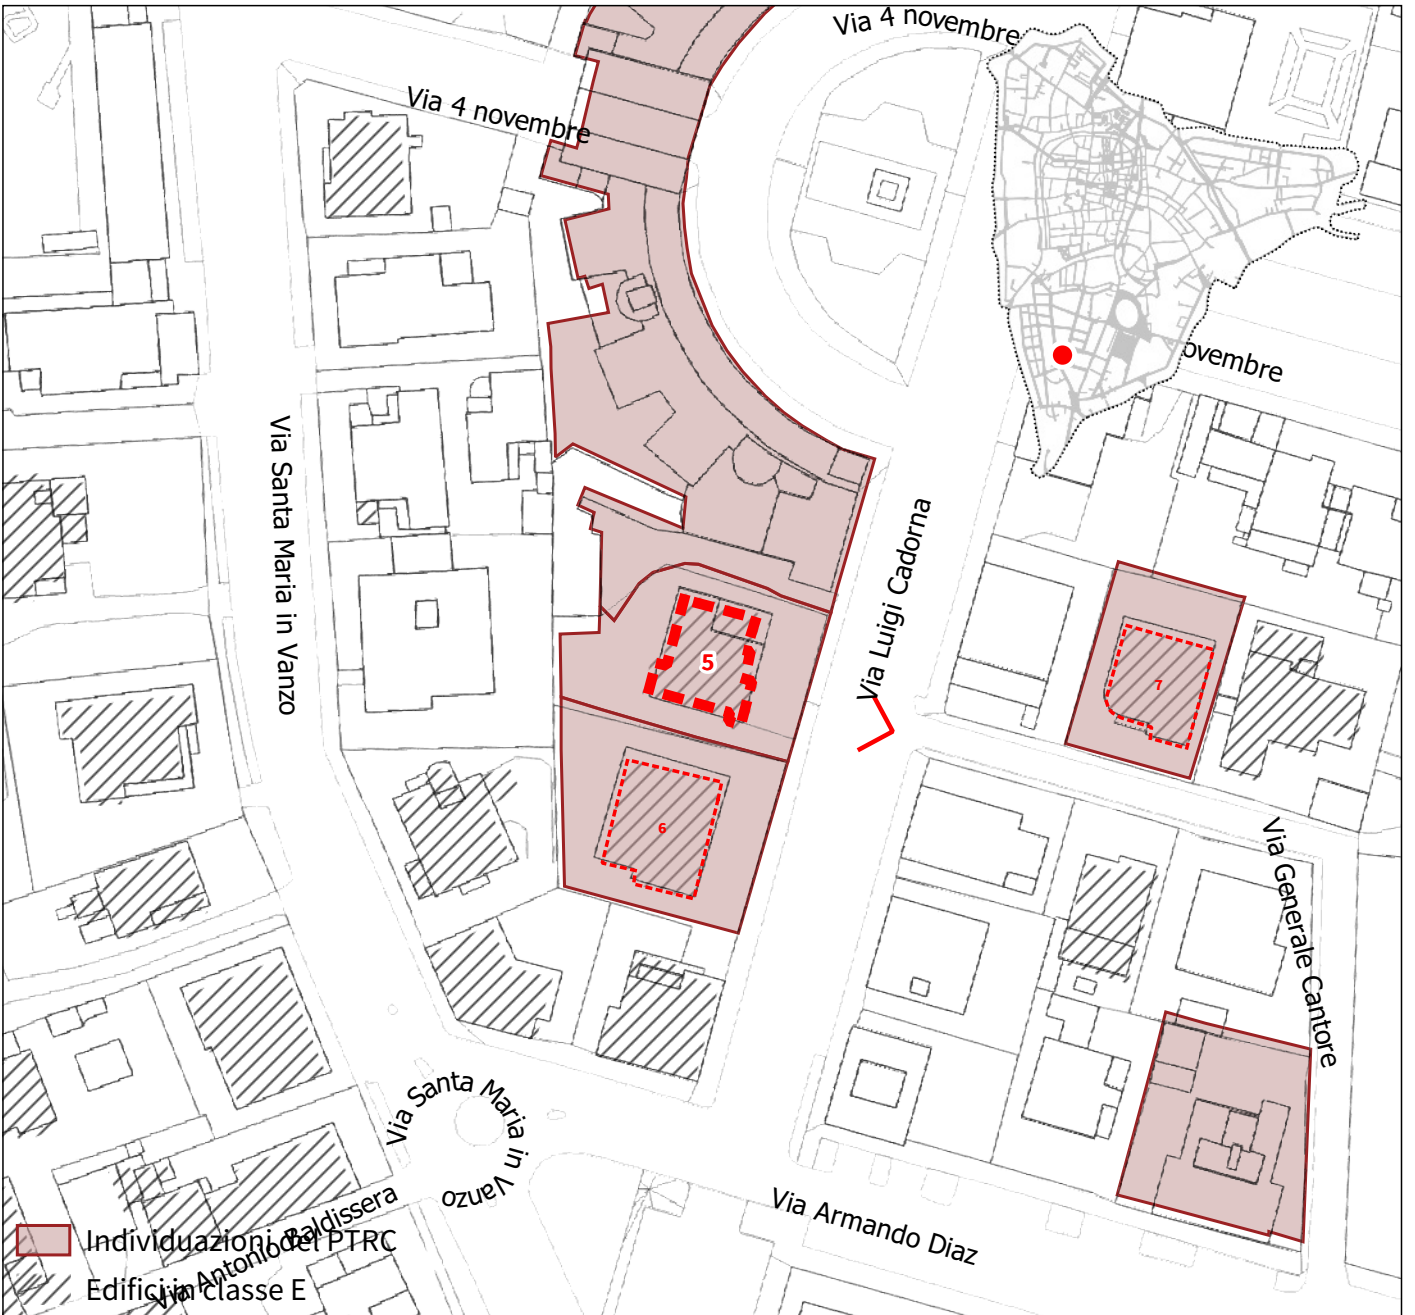 Via 4 novembre
Via 4 novembre
ovembre
Via Santa Maria in Vanzo
Via Luigi Cadorna
5
7
6
Via Generale Cantore
Via Santa Maria in Vanzo
Via Armando Diaz
Via Antonio Baldissera
Individuazioni del PTRC
Edifici in classe E